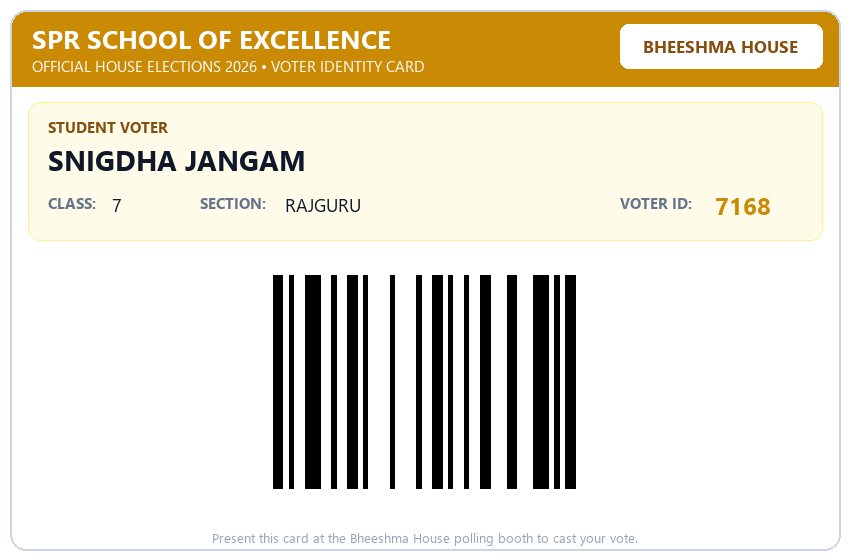 SPR SCHOOL OF EXCELLENCE
OFFICIAL HOUSE ELECTIONS 2026 • VOTER IDENTITY CARD
BHEESHMA HOUSE
STUDENT VOTER
SNIGDHA JANGAM
CLASS: 7 SECTION: RAJGURU VOTER ID: 7168
Present this card at the Bheeshma House polling booth to cast your vote.